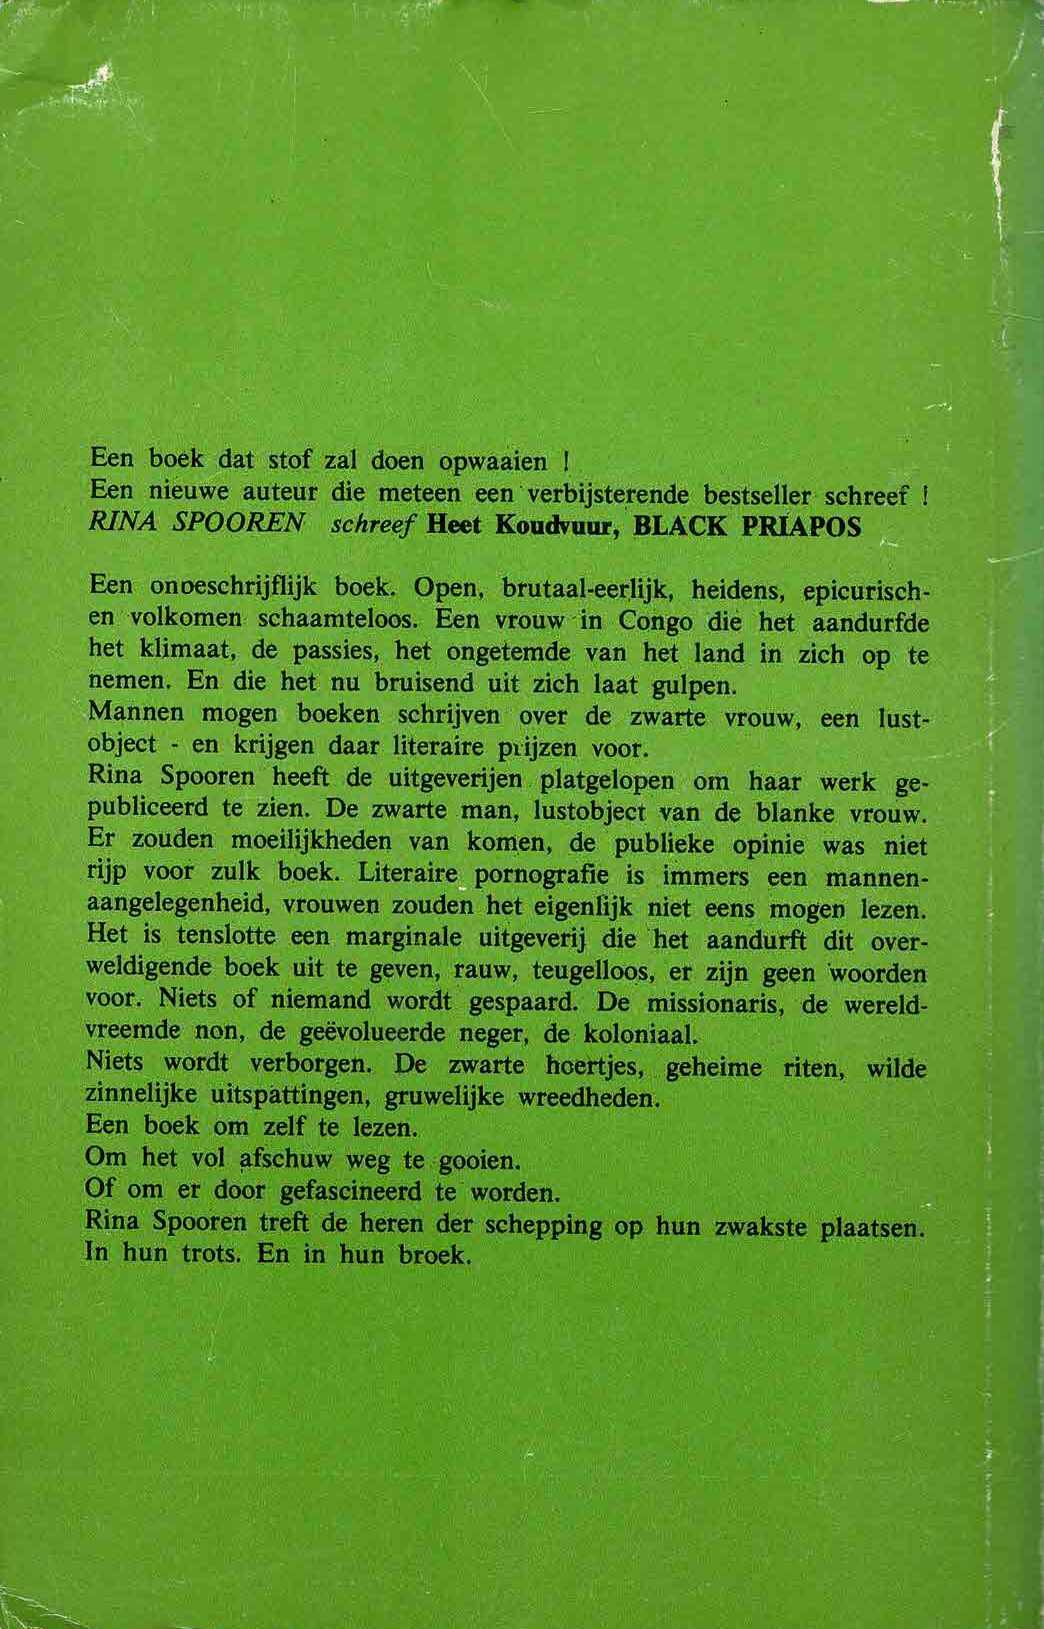 Een boek dat stof zal doen opwaaien !
Een nieuwe auteur die meteen een verbijsterende bestseller schreef !
RINA SPOOREN schreef Heet Koudvuur, BLACK PRIAPOS
Een onoeschrijflijk boek. Open, brutaal-eerlijk, heidens, epicurisch-
en volkomen schaamteloos. Een vrouw in Congo die het aandurfde
het klimaat, de passies, het ongetemde van het land in zich op te
nemen. En die het nu bruisend uit zich laat gulpen.
Mannen mogen boeken schrijven over de zwarte vrouw, een lust-
object - en krijgen daar literaire prijzen voor.
Rina Spooren heeft de uitgeverijen platgelopen om haar werk ge-
publiceerd te zien. De zwarte man, lustobject van de blanke vrouw.
Er zouden moeilijkheden van komen, de publieke opinie was niet
rijp voor zulk boek. Literaire pornografie is immers een mannen-
aangelegenheid, vrouwen zouden het eigenlijk niet eens mogen lezen.
Het is tenslotte een marginale uitgeverij die het aandurft dit over-
weldigende boek uit te geven, rauw, teugelloos, er zijn geen woorden
voor. Niets of niemand wordt gespaard. De missionaris, de wereld-
vreemde non, de geëvolueerde neger, de koloniaal.
Niets wordt verborgen. De zwarte hoertjes, geheime riten, wilde
zinnelijke uitspattingen, gruwelijke wreedheden.
Een boek om zelf te lezen.
Om het vol afschuw weg te gooien.
Of om er door gefascineerd te worden.
Rina Spooren treft de heren der schepping op hun zwakste plaatsen.
In hun trots. En in hun broek.